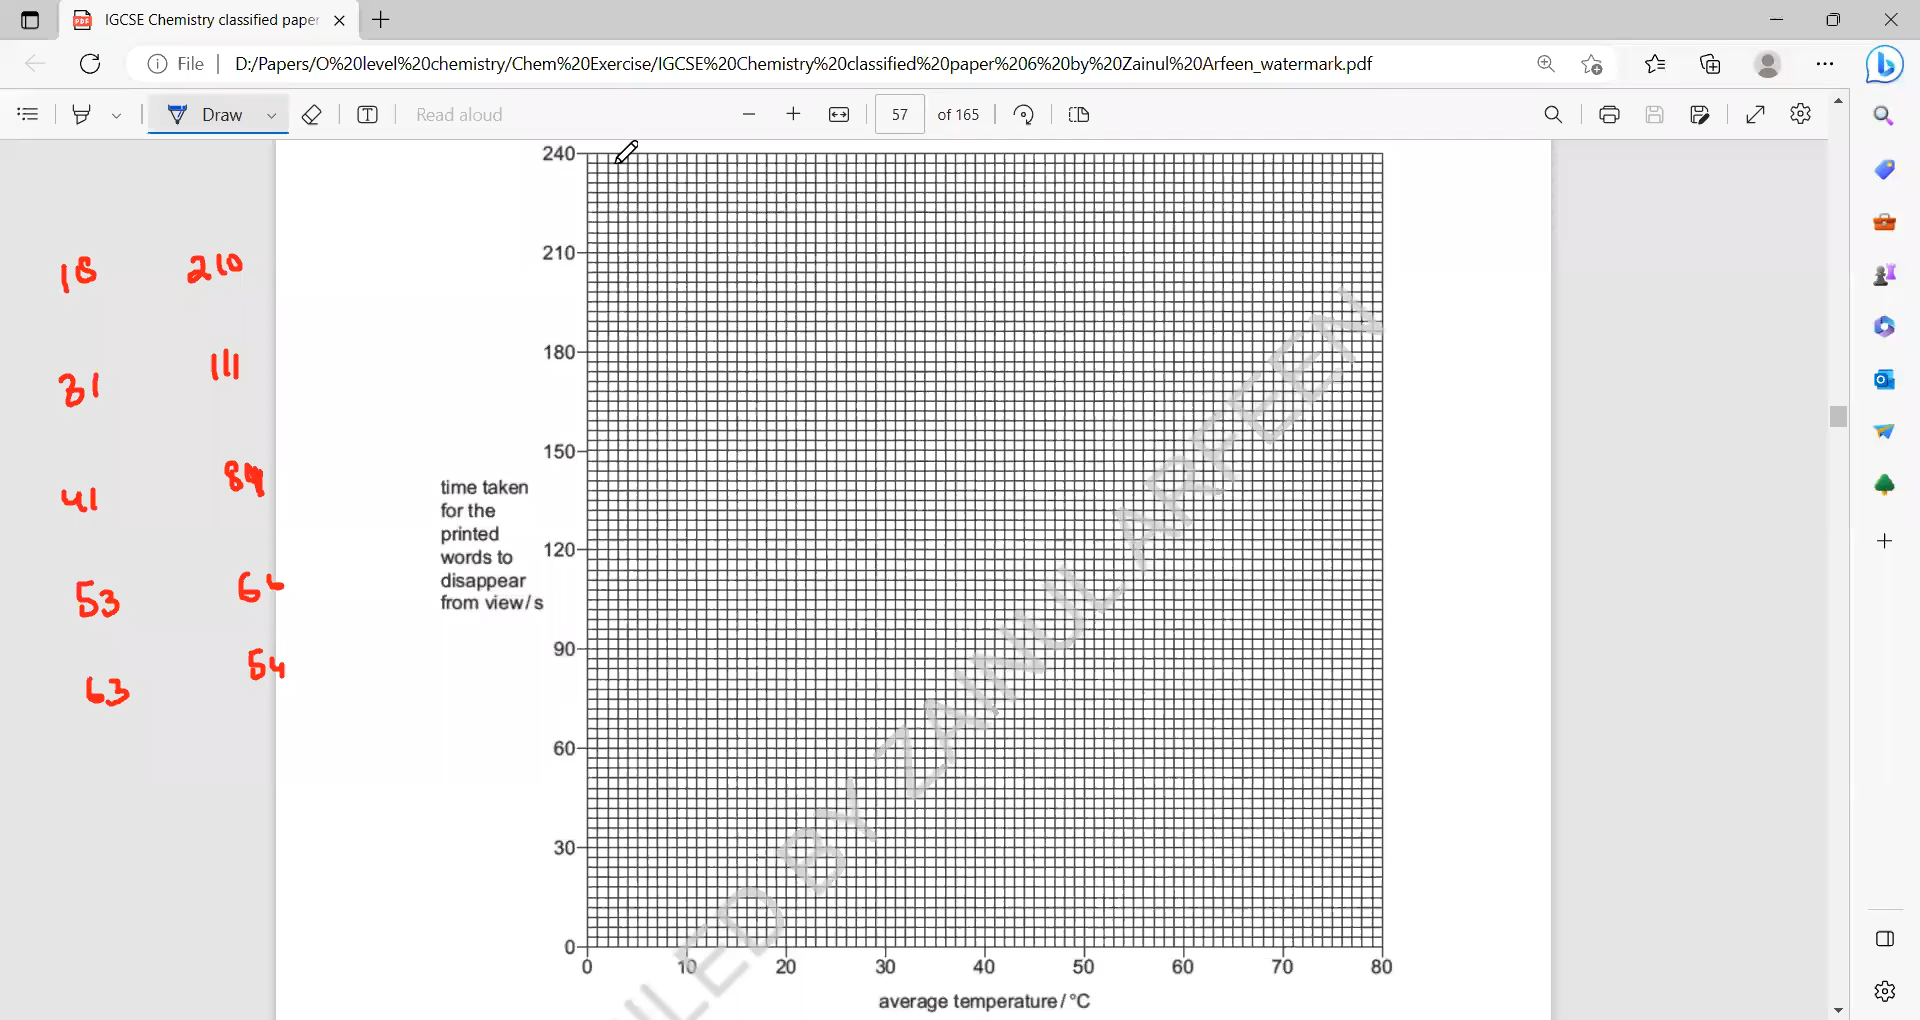 IGCSE Chemistry classified paper
File
D:/Papers/O%20level%20chemistry/Chem%20Exercise/IGCSE%20Chemistry%20classified%20paper%206%20by%20Zainul%20Arfeen_watermark.pdf
Draw
T
Read aloud
57 of 165
240
210
180
150
120
90
60
30
0
time taken
for the
printed
words to
disappear
from view/s
0 10 20 30 40 50 60 70 80
average temperature/°C
210
31 111
41
53 64
63 54
ILED BY ZAINUL ARFEEN